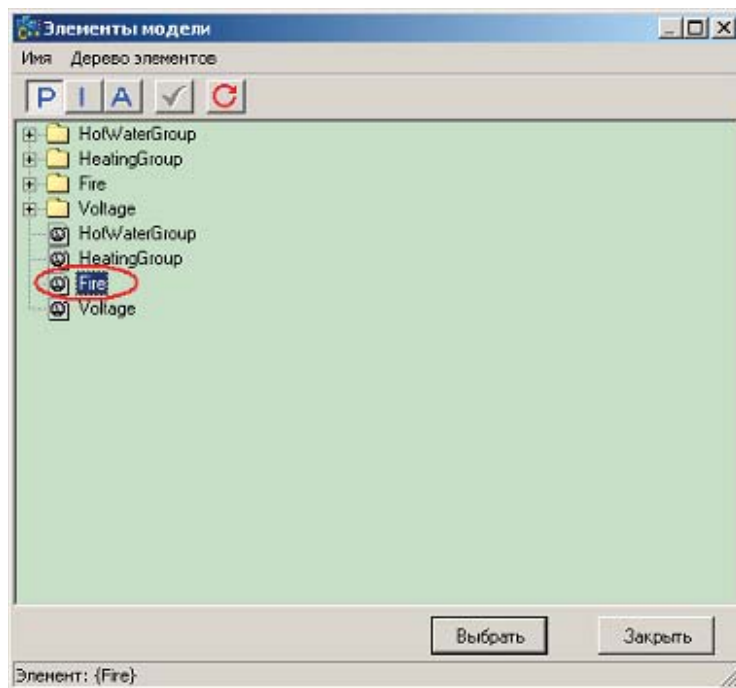 Элементы модели
Имя Дерево элементов
P I A
HotWaterGroup
HeatingGroup
Fire
Voltage
HotWaterGroup
HeatingGroup
Fire
Voltage
Выбрать Закрыть
Элемент: {Fire}